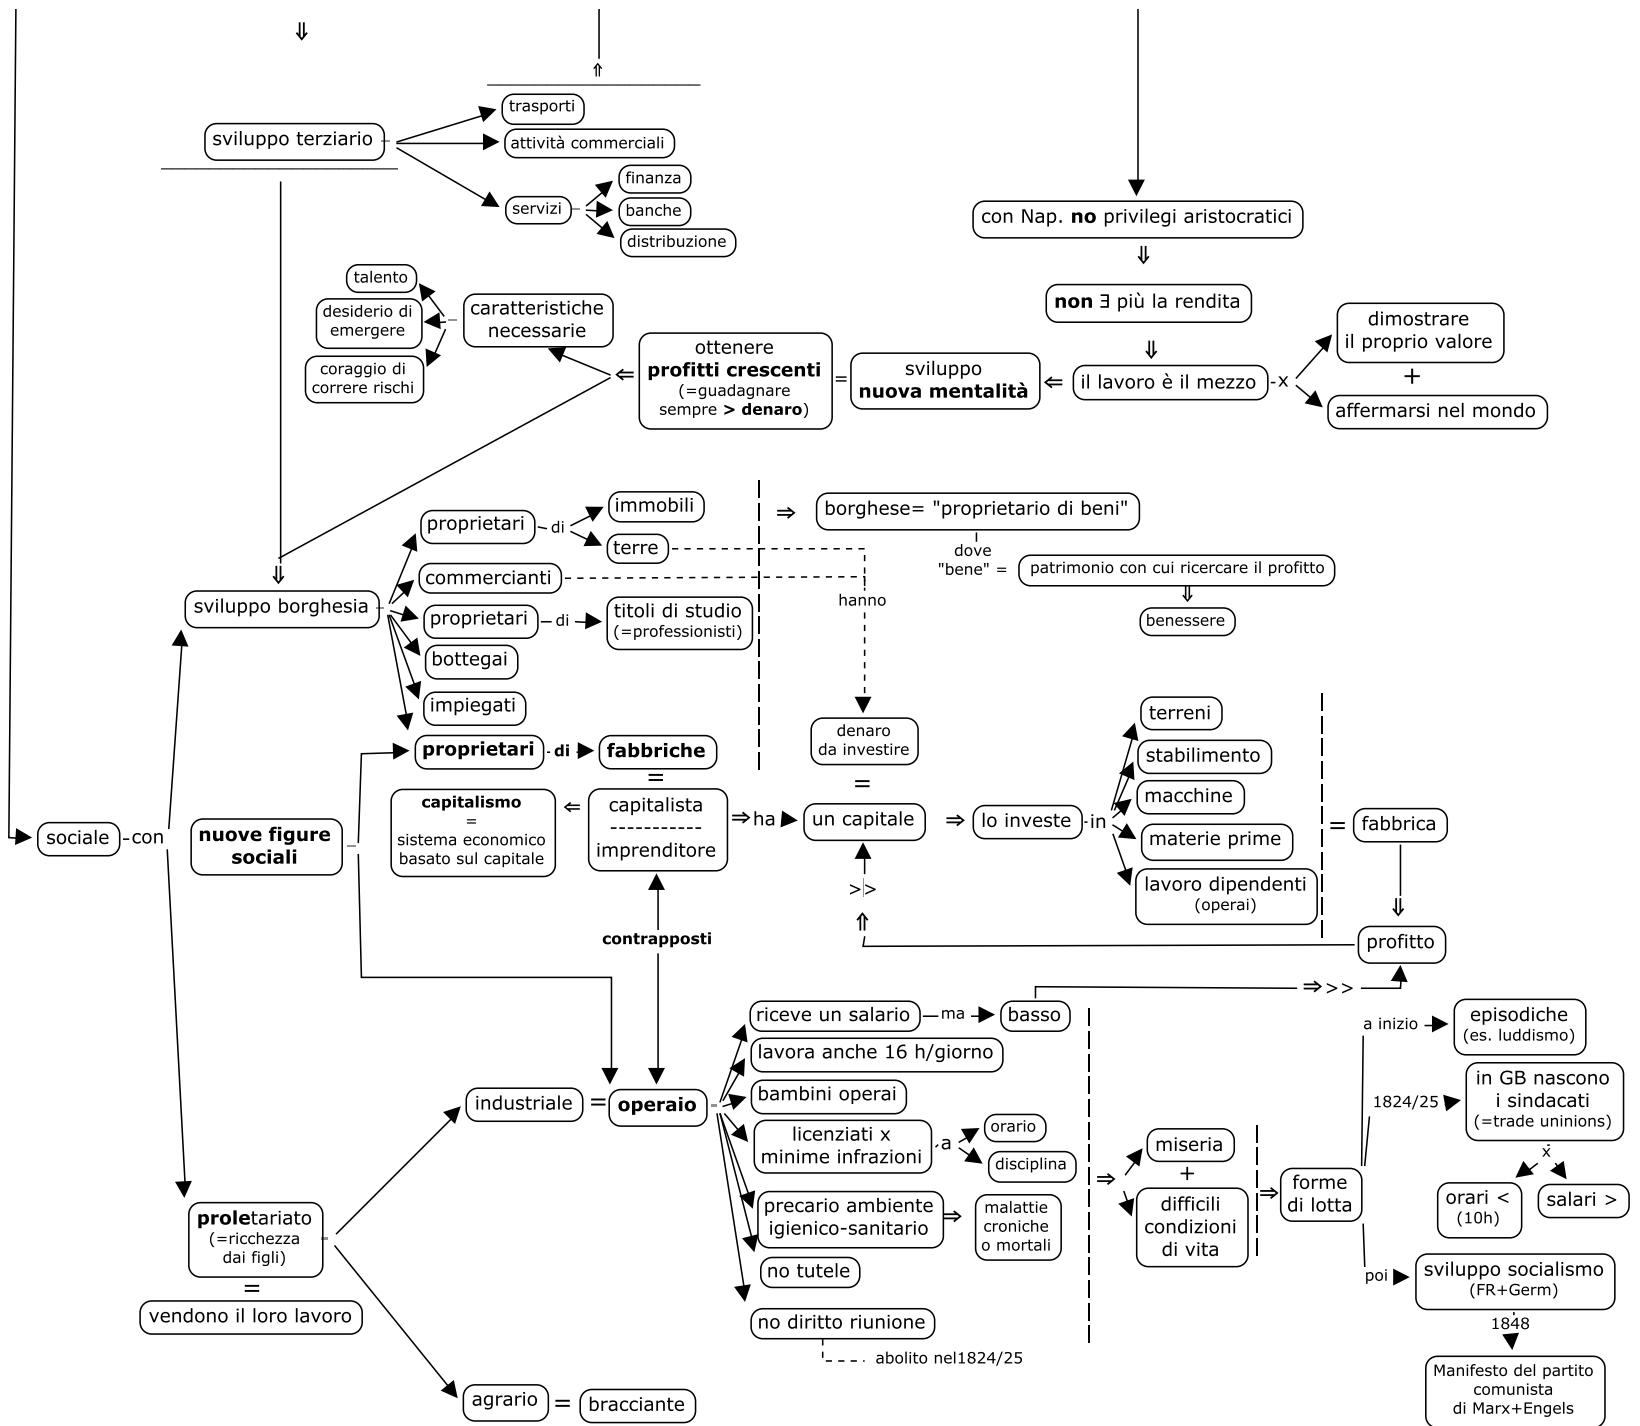 ⇓
⇑
trasporti
sviluppo terziario
attività commerciali
finanza
servizi
banche
distribuzione
con Nap. no privilegi aristocratici
⇓
talento
desiderio di
emergere
coraggio di
correre rischi
caratteristiche
necessarie
non ∃ più la rendita
⇓
dimostrare
il proprio valore
+
affermarsi nel mondo
⇐
ottenere
profitti crescenti
(=guadagnare
sempre > denaro)
=
sviluppo
nuova mentalità
⇐
il lavoro è il mezzo
x
proprietari
di
immobili
terre
⇒
borghese= "proprietario di beni"
dove
"bene" =
patrimonio con cui ricercare il profitto
⇓
benessere
⇓
sviluppo borghesia
commercianti
hanno
proprietari
di
titoli di studio
(=professionisti)
bottegai
impiegati
proprietari
di
fabbriche
=
denaro
da investire
=
terreni
stabilimento
macchine
materie prime
lavoro dipendenti
(operai)
sociale
con
nuove figure
sociali
capitalismo
=
sistema economico
basato sul capitale
⇐
capitalista
-----------
imprenditore
⇒ ha
un capitale
⇒
lo investe
in
=
fabbrica
⇓
>>
⇑
contrapposti
profitto
⇒ >>
riceve un salario
ma
basso
lavora anche 16 h/giorno
bambini operai
licenziati x
minime infrazioni
a
orario
disciplina
precario ambiente
igienico-sanitario
⇒
malattie
croniche
o mortali
no tutele
no diritto riunione
abolito nel1824/25
industriale
=
operaio
⇒
miseria
+
difficili
condizioni
di vita
⇒
forme
di lotta
a inizio
episodiche
(es. luddismo)
1824/25
in GB nascono
i sindacati
(=trade uninions)
x
orari <
(10h)
salari >
poi
sviluppo socialismo
(FR+Germ)
1848
Manifesto del partito
comunista
di Marx+Engels
proletariato
(=ricchezza
dai figli)
=
vendono il loro lavoro
agrario
=
bracciante